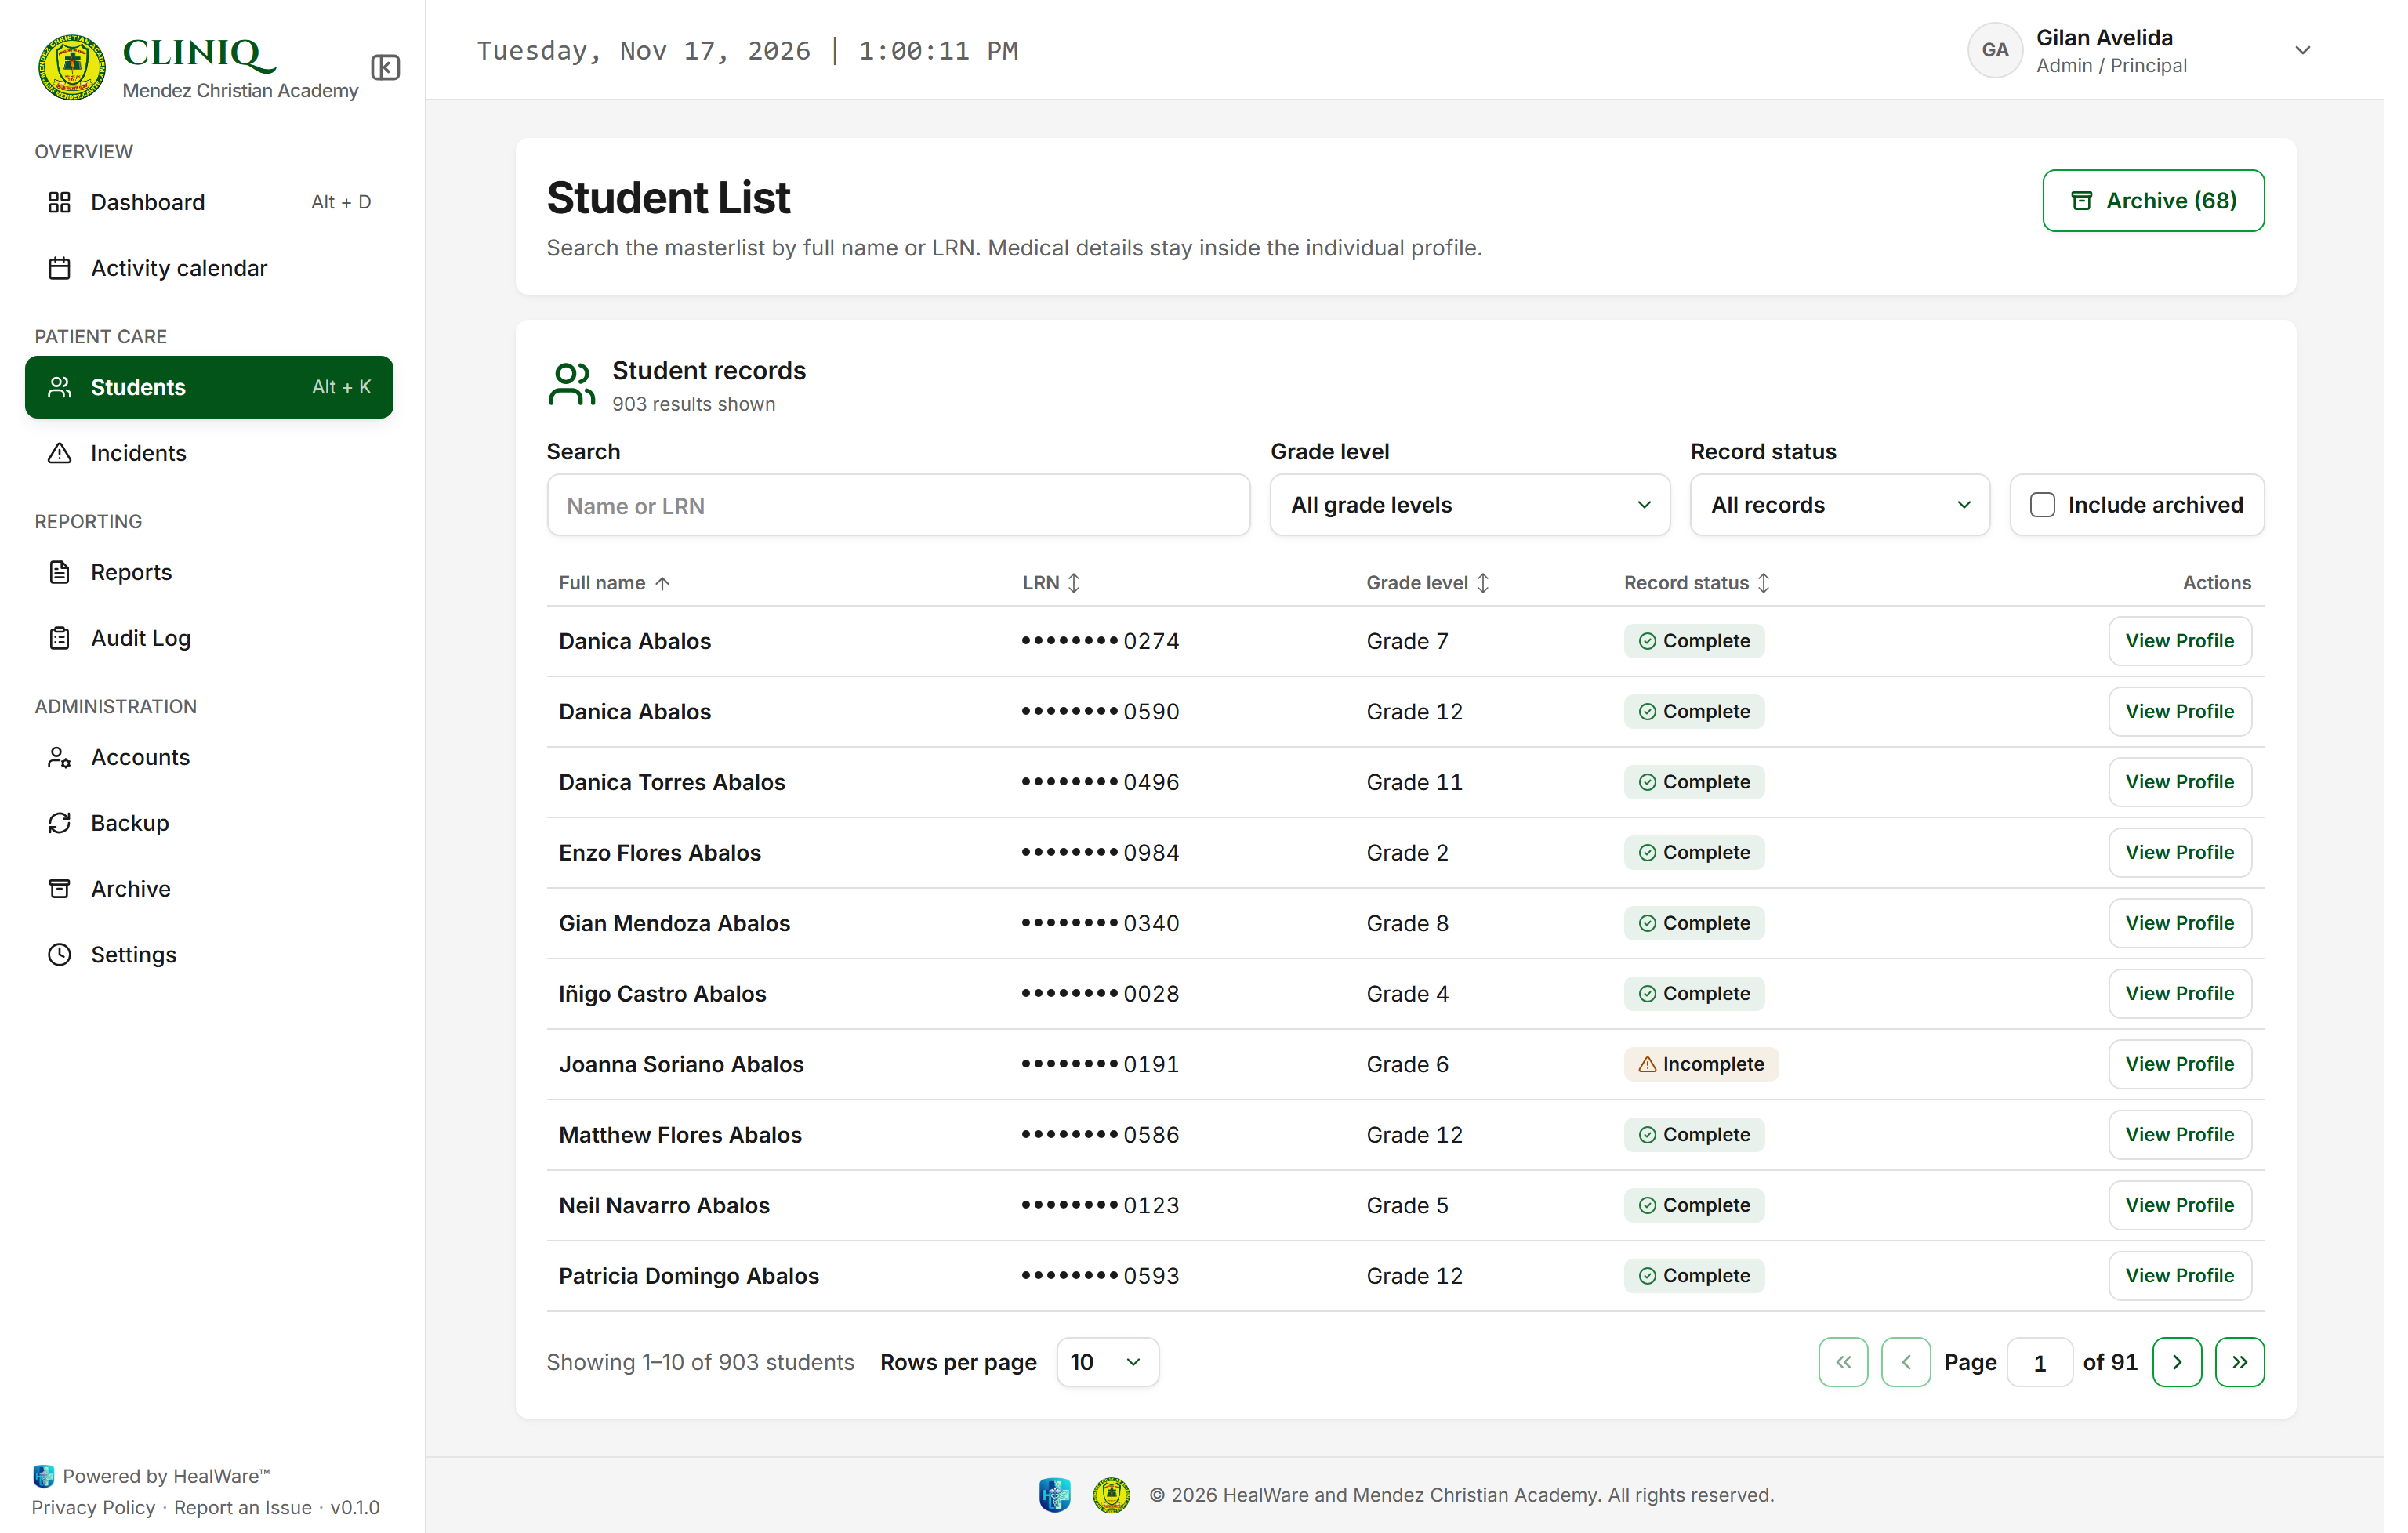 CLINIQ
Mendez Christian Academy
Tuesday, Nov 17, 2026 | 1:00:11 PM
GA
Gilan Avelida
Admin / Principal
OVERVIEW
Dashboard Alt + D
Activity calendar
PATIENT CARE
Students Alt + K
Incidents
REPORTING
Reports
Audit Log
ADMINISTRATION
Accounts
Backup
Archive
Settings
Powered by HealWare™
Privacy Policy · Report an Issue · v0.1.0
Student List
Search the masterlist by full name or LRN. Medical details stay inside the individual profile.
Archive (68)
Student records
903 results shown
Search Grade level Record status
Name or LRN All grade levels All records Include archived
Full name LRN Grade level Record status Actions
Danica Abalos ••••••••0274 Grade 7 Complete View Profile
Danica Abalos ••••••••0590 Grade 12 Complete View Profile
Danica Torres Abalos ••••••••0496 Grade 11 Complete View Profile
Enzo Flores Abalos ••••••••0984 Grade 2 Complete View Profile
Gian Mendoza Abalos ••••••••0340 Grade 8 Complete View Profile
Iñigo Castro Abalos ••••••••0028 Grade 4 Complete View Profile
Joanna Soriano Abalos ••••••••0191 Grade 6 Incomplete View Profile
Matthew Flores Abalos ••••••••0586 Grade 12 Complete View Profile
Neil Navarro Abalos ••••••••0123 Grade 5 Complete View Profile
Patricia Domingo Abalos ••••••••0593 Grade 12 Complete View Profile
Showing 1–10 of 903 students Rows per page 10 Page 1 of 91
© 2026 HealWare and Mendez Christian Academy. All rights reserved.